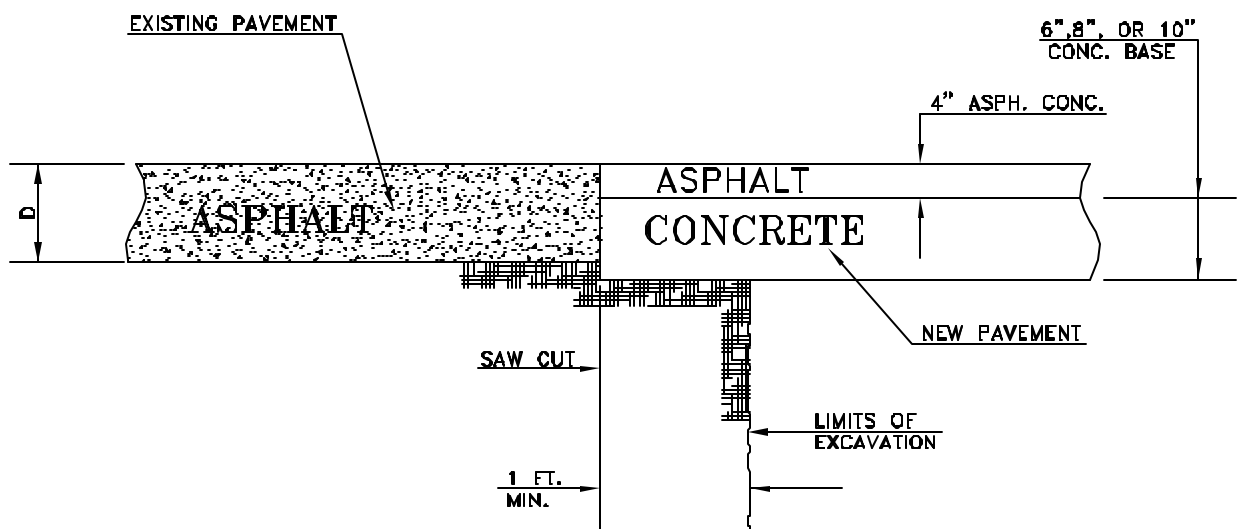 EXISTING PAVEMENT
6",8", OR 10"
CONC. BASE
4" ASPH. CONC.
ASPHALT
D
ASPHALT
CONCRETE
NEW PAVEMENT
SAW CUT
LIMITS OF
EXCAVATION
1 FT.
MIN.